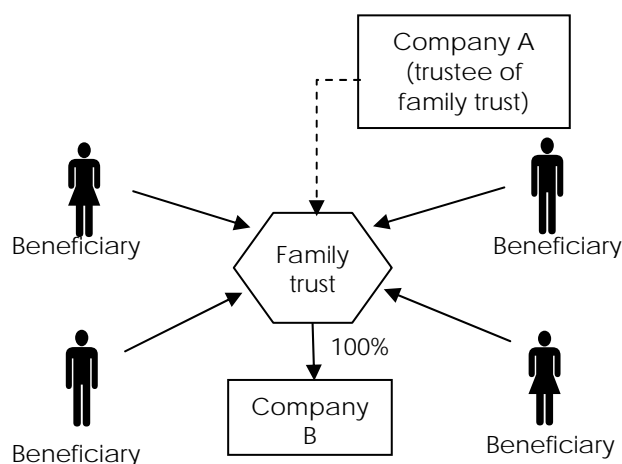 Company A
(trustee of
family trust)
Beneficiary
Beneficiary
Family
trust
100%
Company
B
Beneficiary
Beneficiary